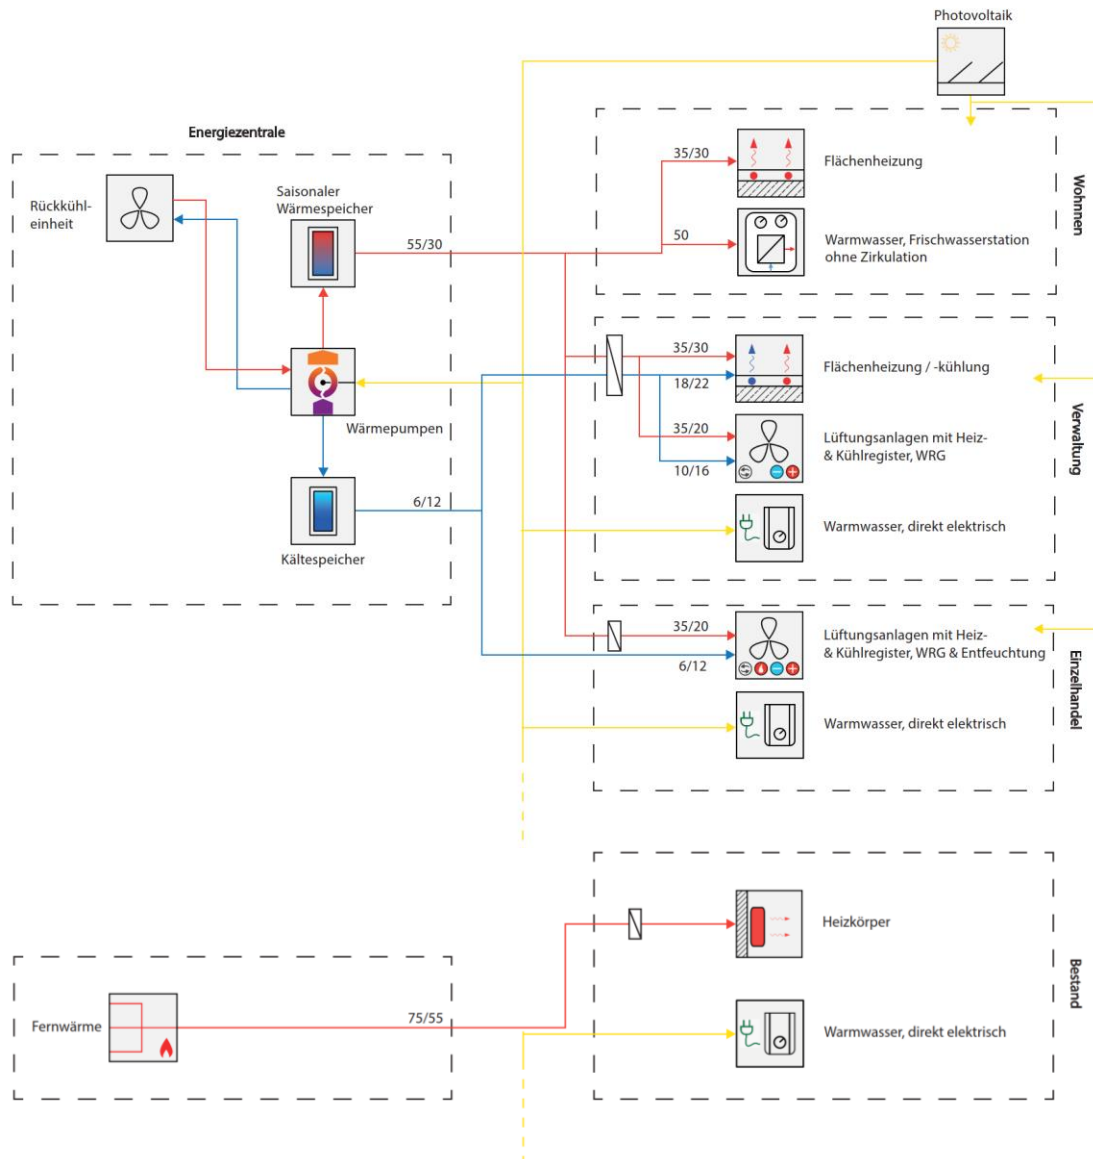 Photovoltaik
Energiezentrale
Rückkühl-
einheit
Saisonaler
Wärmespeicher
55/30
Wärmepumpen
6/12
Kältespeicher
35/30
Flächenheizung
50
Warmwasser, Frischwasserstation
ohne Zirkulation
Wohnnen
35/30
18/22
Flächenheizung / -kühlung
35/20
10/16
Lüftungsanlagen mit Heiz-
& Kühlregister, WRG
Warmwasser, direkt elektrisch
Verwaltung
35/20
6/12
Lüftungsanlagen mit Heiz-
& Kühlregister, WRG & Entfeuchtung
Warmwasser, direkt elektrisch
Einzelhandel
Heizkörper
Warmwasser, direkt elektrisch
Bestand
Fernwärme
75/55